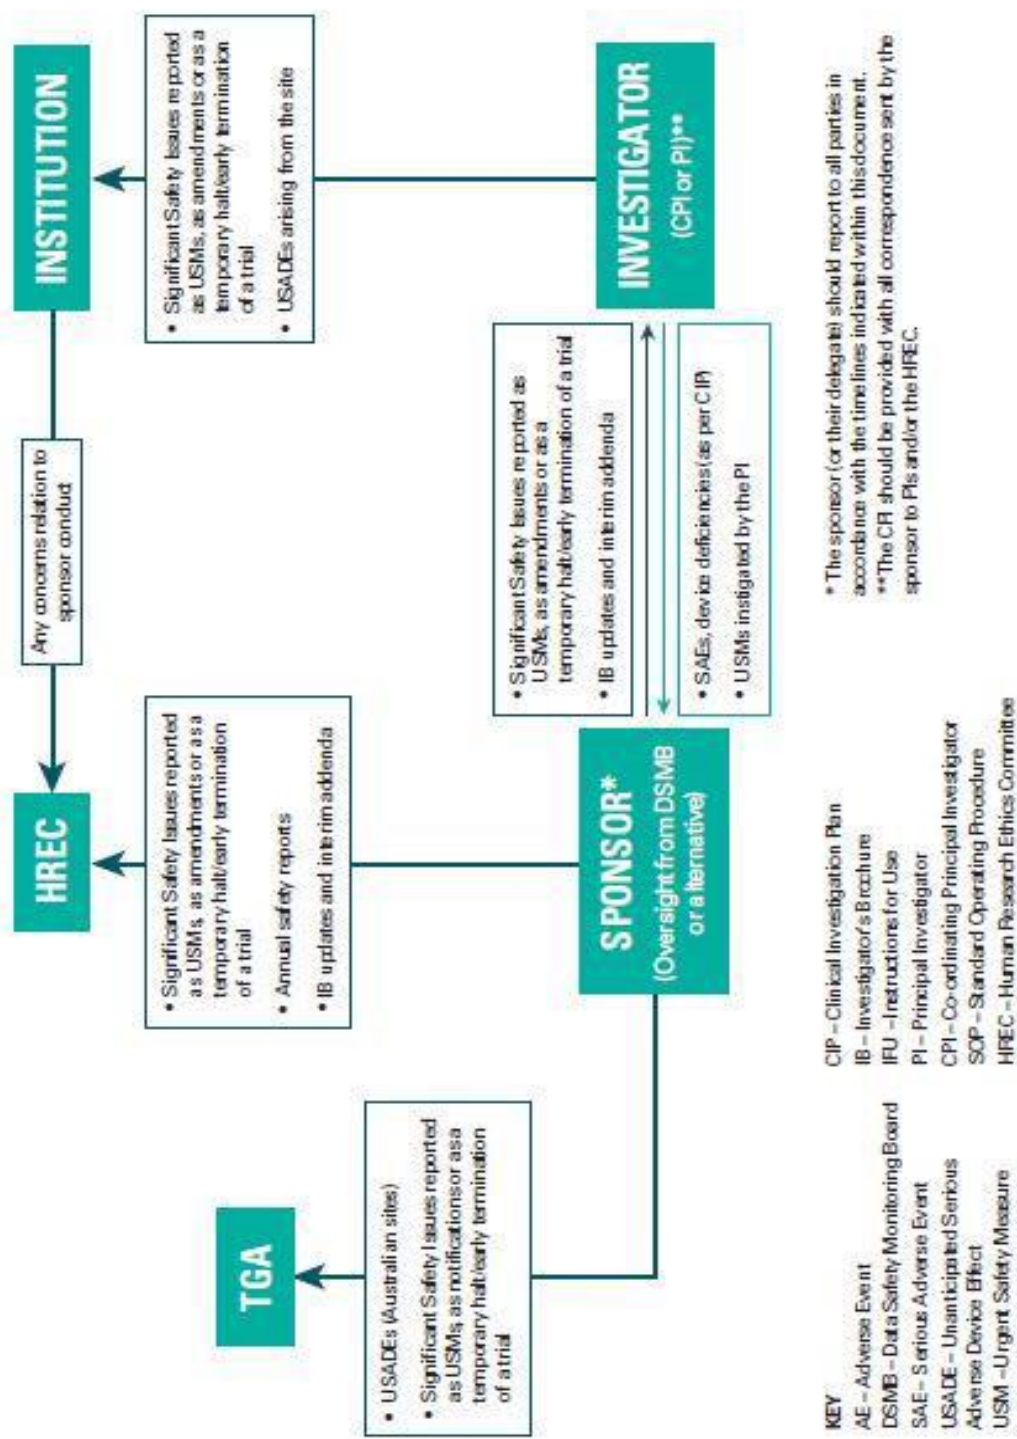 TGA
HREC
INSTITUTION
Any concerns relation to
sponsor conduct
• USADEs (Australian sites)
• Significant Safety Issues reported
as USMs, as notifications or as a
temporary halt/early termination
of a trial
• Significant Safety Issues reported
as USMs, as amendments or as a
temporary halt/early termination
of a trial
• Annual safety reports
• IB updates and interim addenda
• Significant Safety Issues reported
as USMs, as amendments or as a
temporary halt/early termination
of a trial
• USADEs arising from the site
SPONSOR*
(Oversight from DSMB
or alternative)
• Significant Safety Issues reported as
USMs, as amendments or as a
temporary halt/early termination of a trial
• IB updates and interim addenda
• SAEs, device deficiencies (as per CIP)
• USMs instigated by the PI
INVESTIGATOR
(CPI or PI)**
KEY
AE – Adverse Event
DSMB – Data Safety Monitoring Board
SAE – Serious Adverse Event
USADE – Unanticipated Serious
Adverse Device Effect
USM – Urgent Safety Measure
CIP – Clinical Investigation Plan
IB – Investigator's Brochure
IFU – Instructions for Use
PI – Principal Investigator
CPI – Co-ordinating Principal Investigator
SOP – Standard Operating Procedure
HREC – Human Research Ethics Committee
* The sponsor (or their delegate) should report to all parties in
accordance with the timelines indicated within this document.
**The CPI should be provided with all correspondence sent by the
sponsor to PIs and/or the HREC.